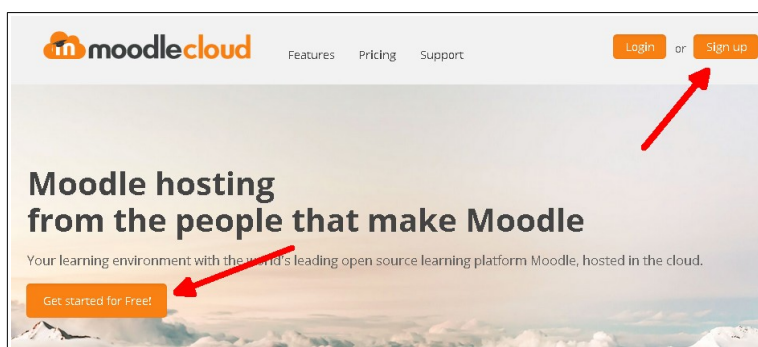 moodlecloud
Features Pricing Support
Login or Sign up
Moodle hosting
from the people that make Moodle
Your learning environment with the world's leading open source learning platform Moodle, hosted in the cloud.
Get started for Free!